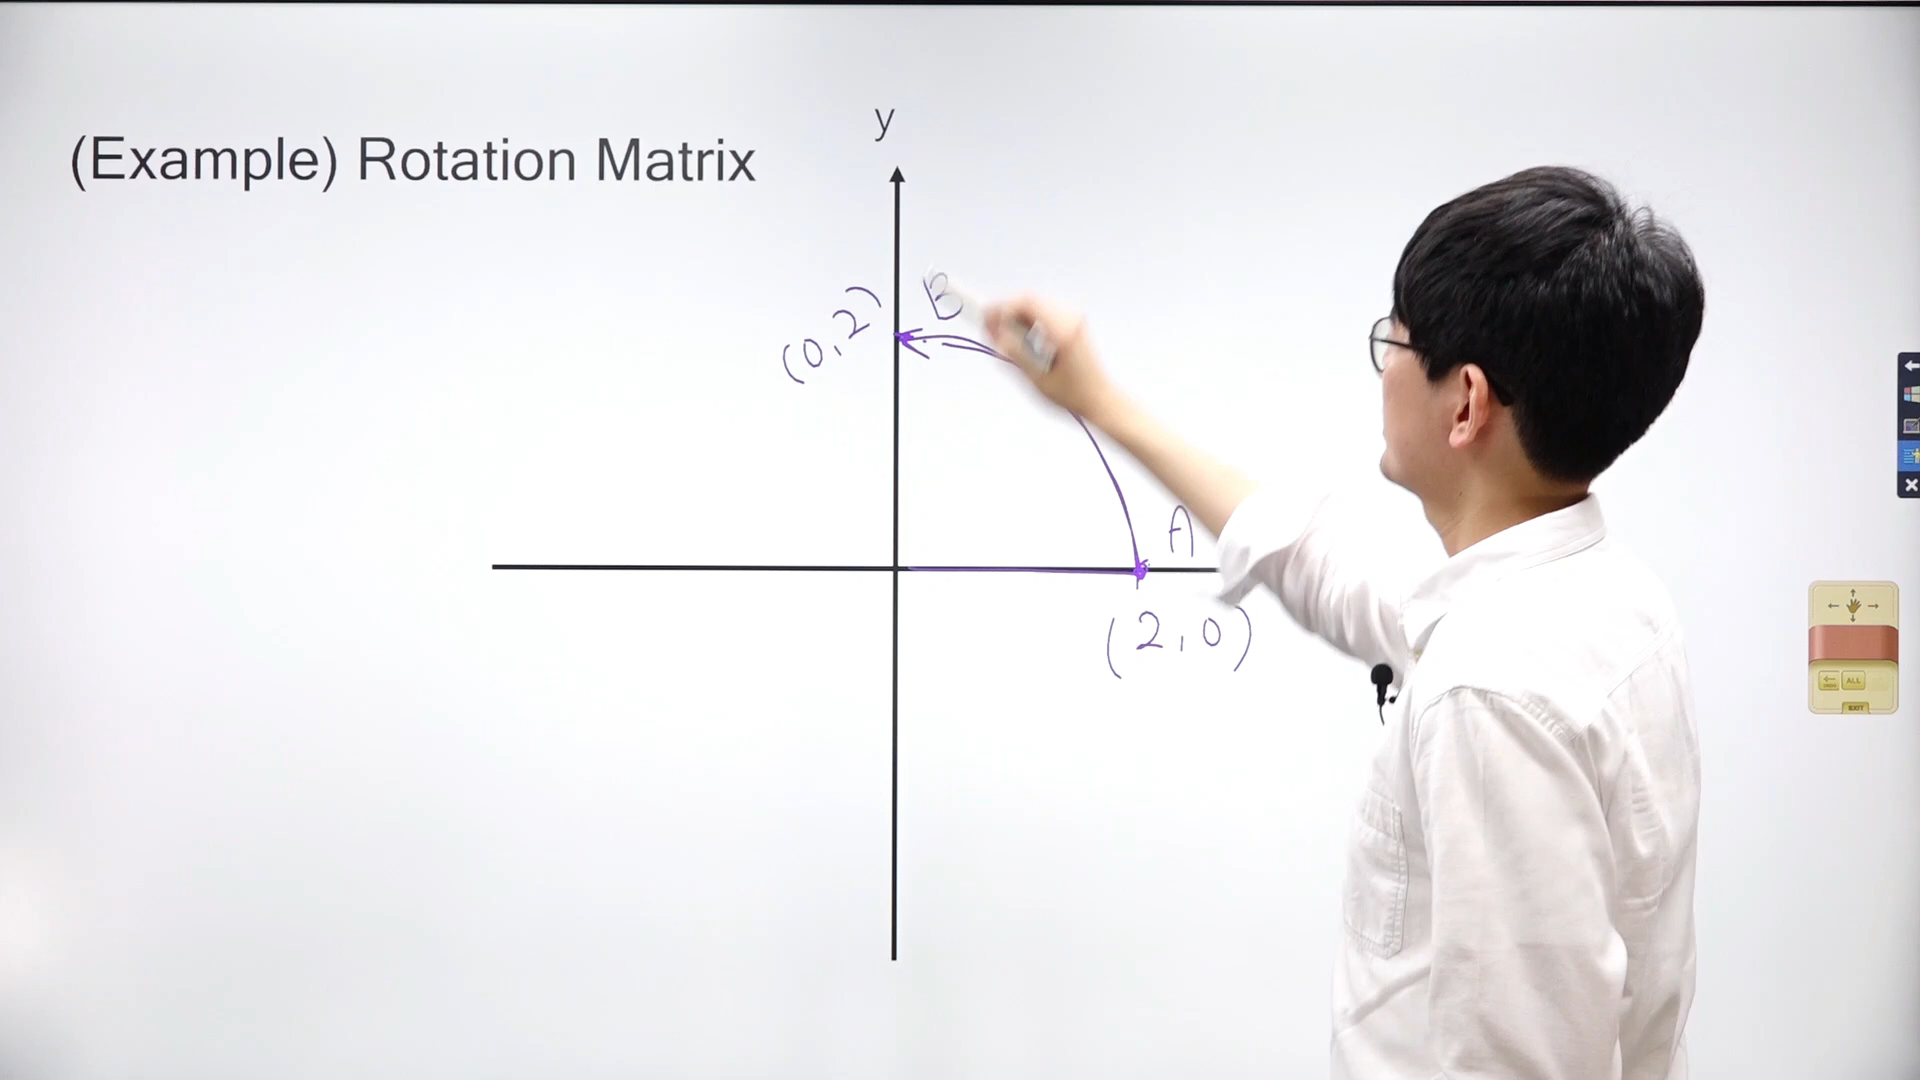 y
(Example) Rotation Matrix
B
(0,2)
A
(2,0)
ALL
EXIT